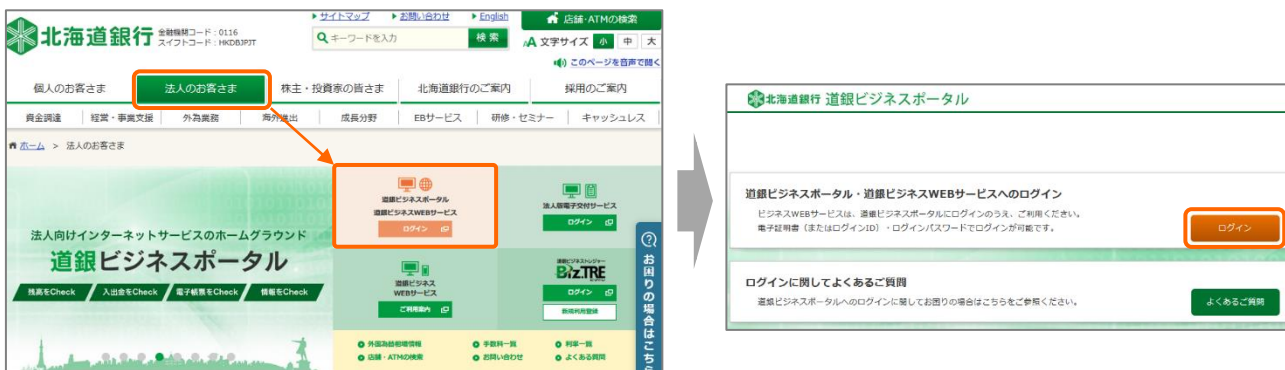 サイトマップ お問い合わせ English 店舗・ATMの検索
北海道銀行 金融機関コード：0116
スイフトコード：HKDBJPJT
キーワードを入力 検索 AA 文字サイズ 小 中 大
このページを音声で聞く
個人のお客さま 法人のお客さま 株主・投資家の皆さま 北海道銀行のご案内 採用のご案内
資金調達 経営・事業支援 外為業務 海外進出 成長分野 EBサービス 研修・セミナー キャッシュレス
ホーム > 法人のお客さま
道銀ビジネスポータル
道銀ビジネスWEBサービス
ログイン
法人版電子交付サービス
ログイン
法人向けインターネットサービスのホームグラウンド
道銀ビジネスポータル
残高をCheck 入出金をCheck 電子帳票をCheck 情報をCheck
道銀ビジネス
WEBサービス
ご利用案内
道銀ビジネストレジャー
Biz.TRE
ログイン
新規利用登録
外国為替相場情報 手数料一覧 利率一覧
店舗・ATMの検索 お問い合わせ よくある質問
お困りの場合はこちら
北海道銀行 道銀ビジネスポータル
道銀ビジネスポータル・道銀ビジネスWEBサービスへのログイン
ビジネスWEBサービスは、道銀ビジネスポータルにログインのうえ、ご利用ください。
電子証明書（またはログインID）・ログインパスワードでログインが可能です。
ログイン
ログインに関してよくあるご質問
道銀ビジネスポータルへのログインに関してお困りの場合はこちらをご参照ください。
よくあるご質問